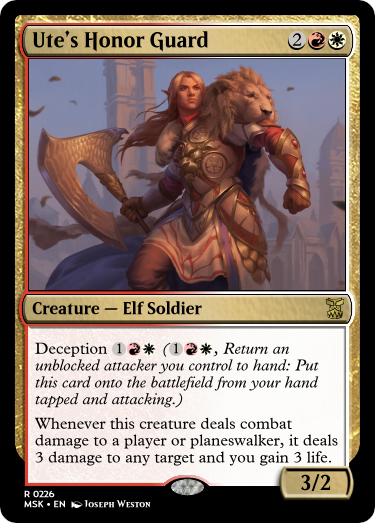 Ute's Honor Guard 2
Creature — Elf Soldier
Deception 1 (1, Return an
unblocked attacker you control to hand: Put
this card onto the battlefield from your hand
tapped and attacking.)
Whenever this creature deals combat
damage to a player or planeswalker, it deals
3 damage to any target and you gain 3 life.
3/2
R 0226
MSK • EN Joseph Weston